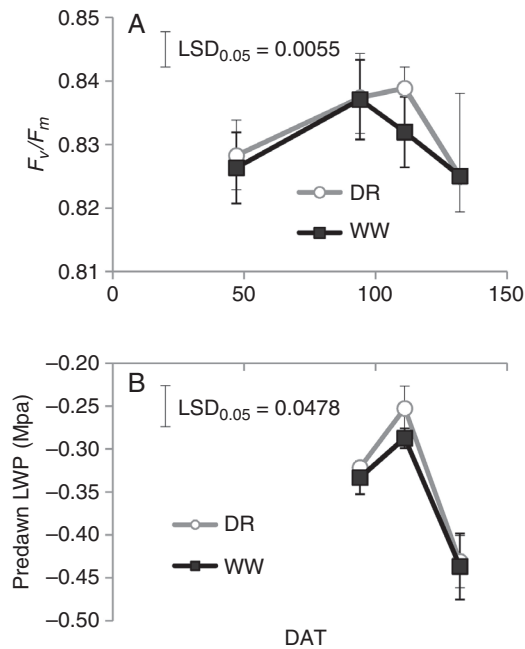 A
LSD0.05 = 0.0055
0.85
0.84
0.83
0.82
0.81
Fv/Fm
DR
WW
0 50 100 150
B
LSD0.05 = 0.0478
−0.20
−0.25
−0.30
−0.35
−0.40
−0.45
−0.50
Predawn LWP (Mpa)
DR
WW
DAT